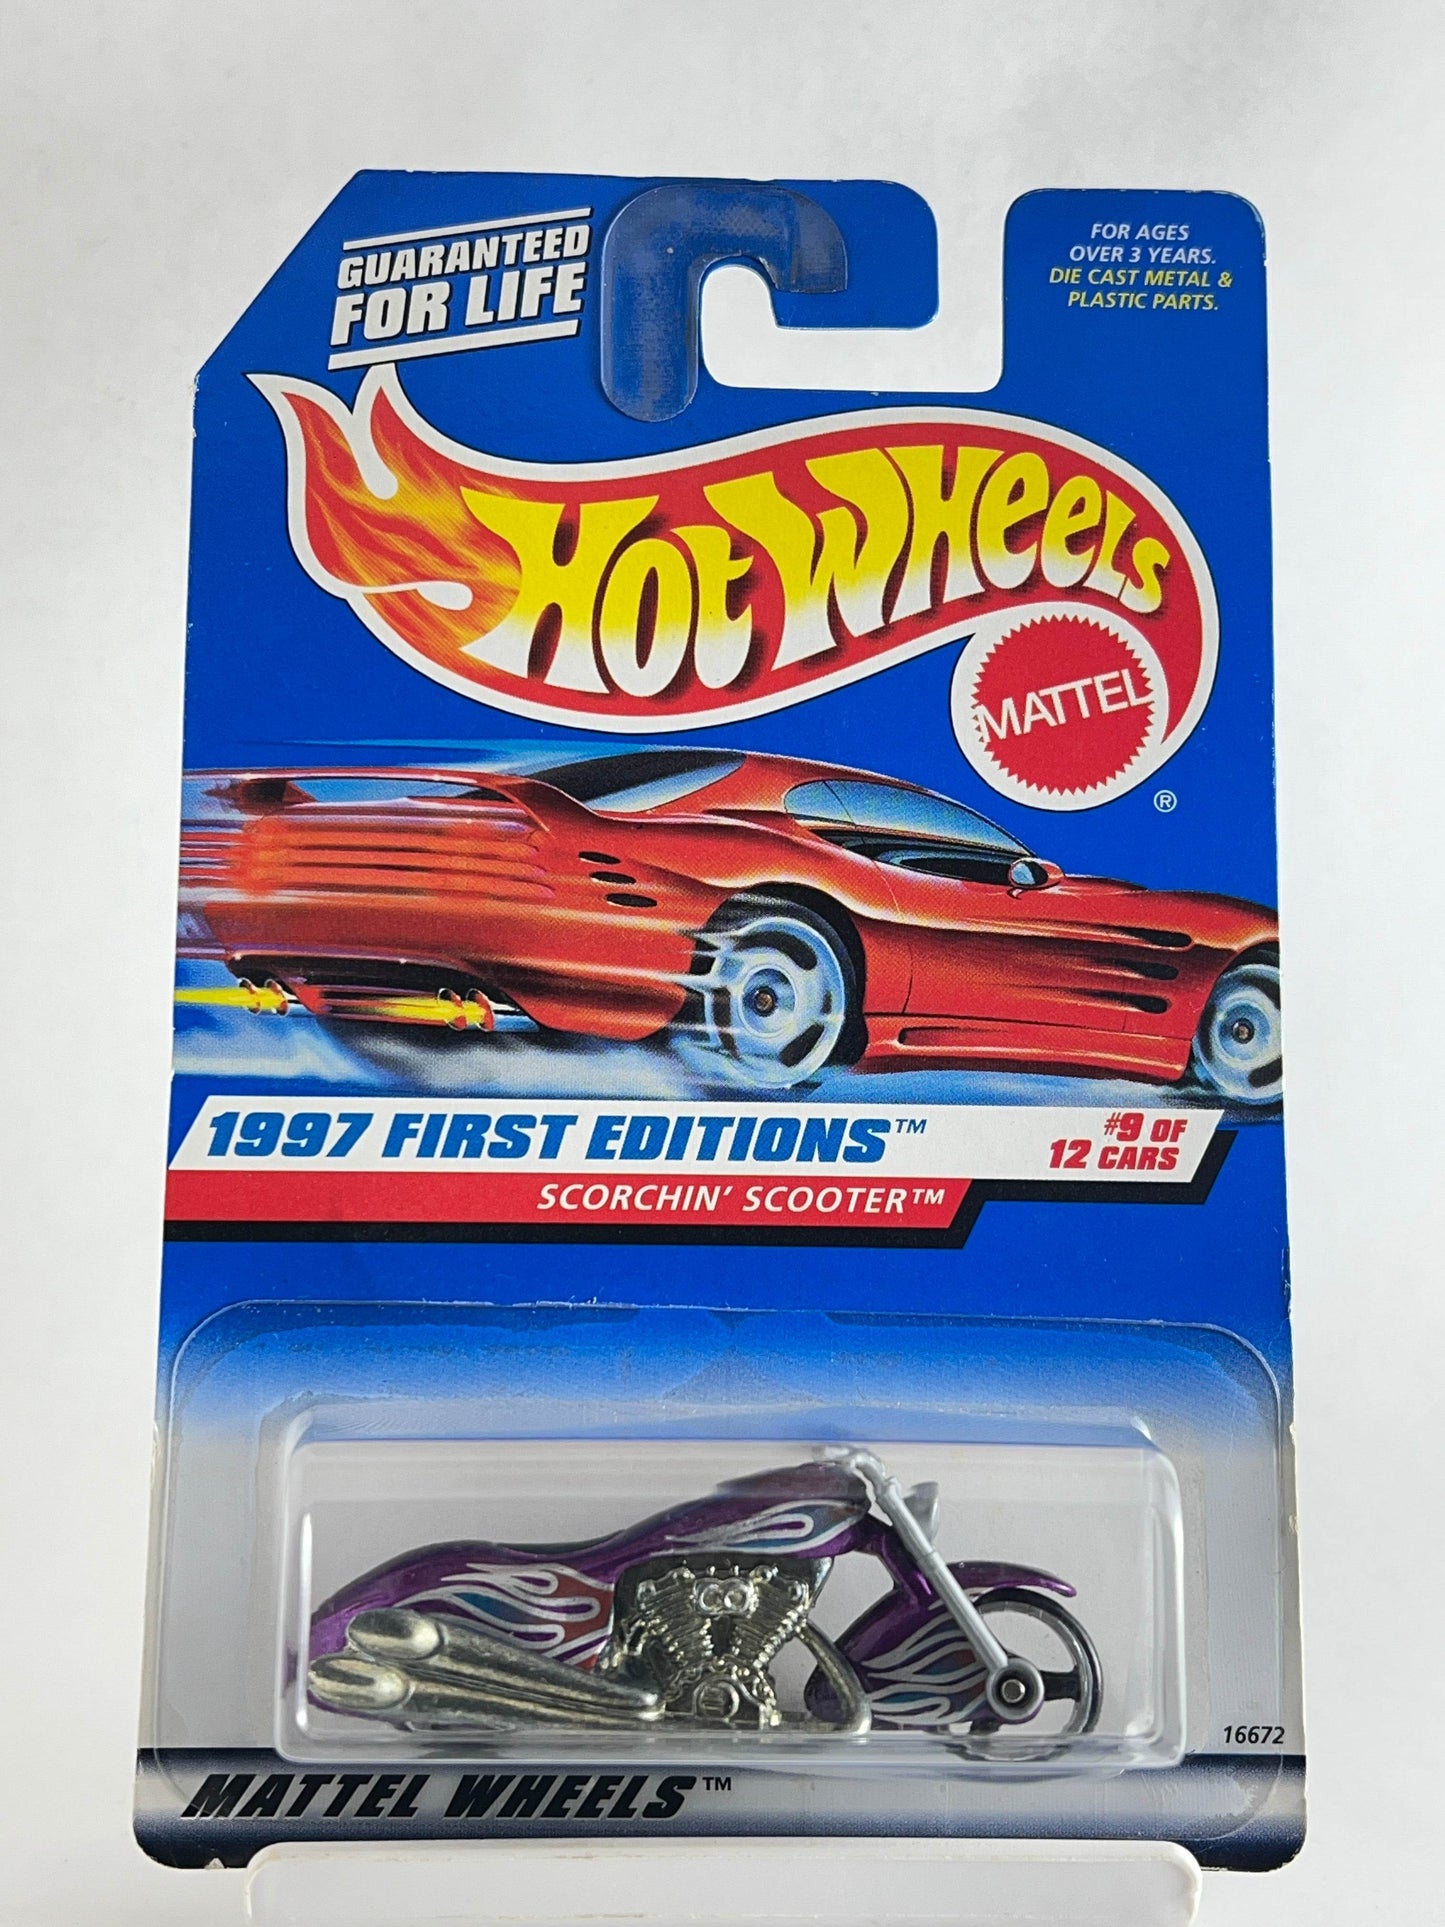 GUARANTEED
FOR LIFE
FOR AGES
OVER 3 YEARS.
DIE CAST METAL &
PLASTIC PARTS.
HOT WHEELS
MATTEL
®
1997 FIRST EDITIONS™
#9 OF
12 CARS
SCORCHIN' SCOOTER™
16672
MATTEL WHEELS™